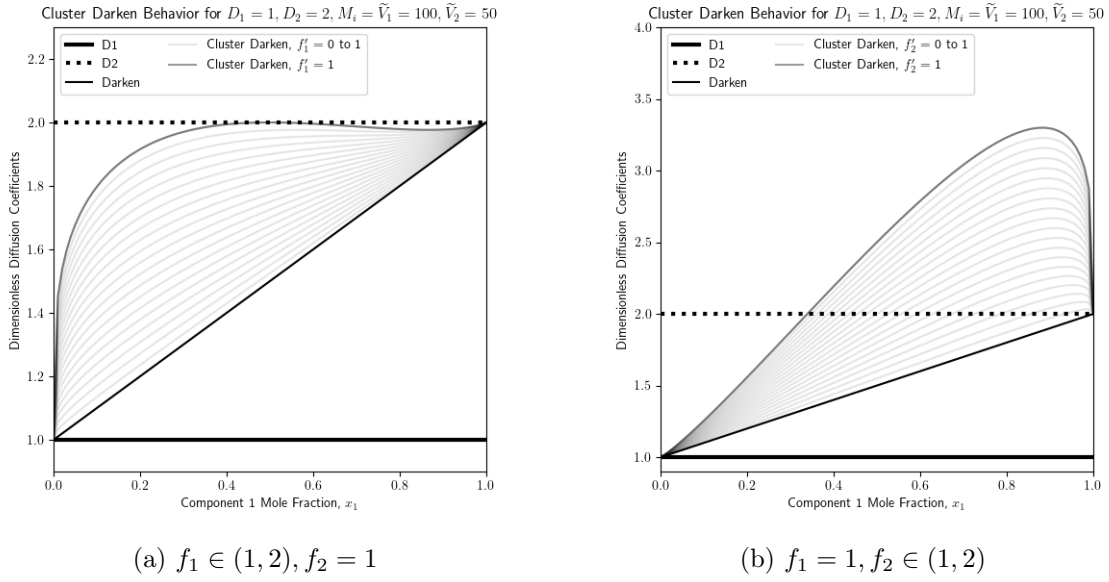 Cluster Darken Behavior for $D_1 = 1, D_2 = 2, M_i = \widetilde{V}_1 = 100, \widetilde{V}_2 = 50$
D1
D2
Darken
Cluster Darken, $f_1' = 0$ to 1
Cluster Darken, $f_1' = 1$
Dimensionless Diffusion Coefficients
2.2
2.0
1.8
1.6
1.4
1.2
1.0
0.0 0.2 0.4 0.6 0.8 1.0
Component 1 Mole Fraction, $x_1$
(a) $f_1 \in (1, 2), f_2 = 1$
Cluster Darken Behavior for $D_1 = 1, D_2 = 2, M_i = \widetilde{V}_1 = 100, \widetilde{V}_2 = 50$
D1
D2
Darken
Cluster Darken, $f_2' = 0$ to 1
Cluster Darken, $f_2' = 1$
Dimensionless Diffusion Coefficients
4.0
3.5
3.0
2.5
2.0
1.5
1.0
0.0 0.2 0.4 0.6 0.8 1.0
Component 1 Mole Fraction, $x_1$
(b) $f_1 = 1, f_2 \in (1, 2)$